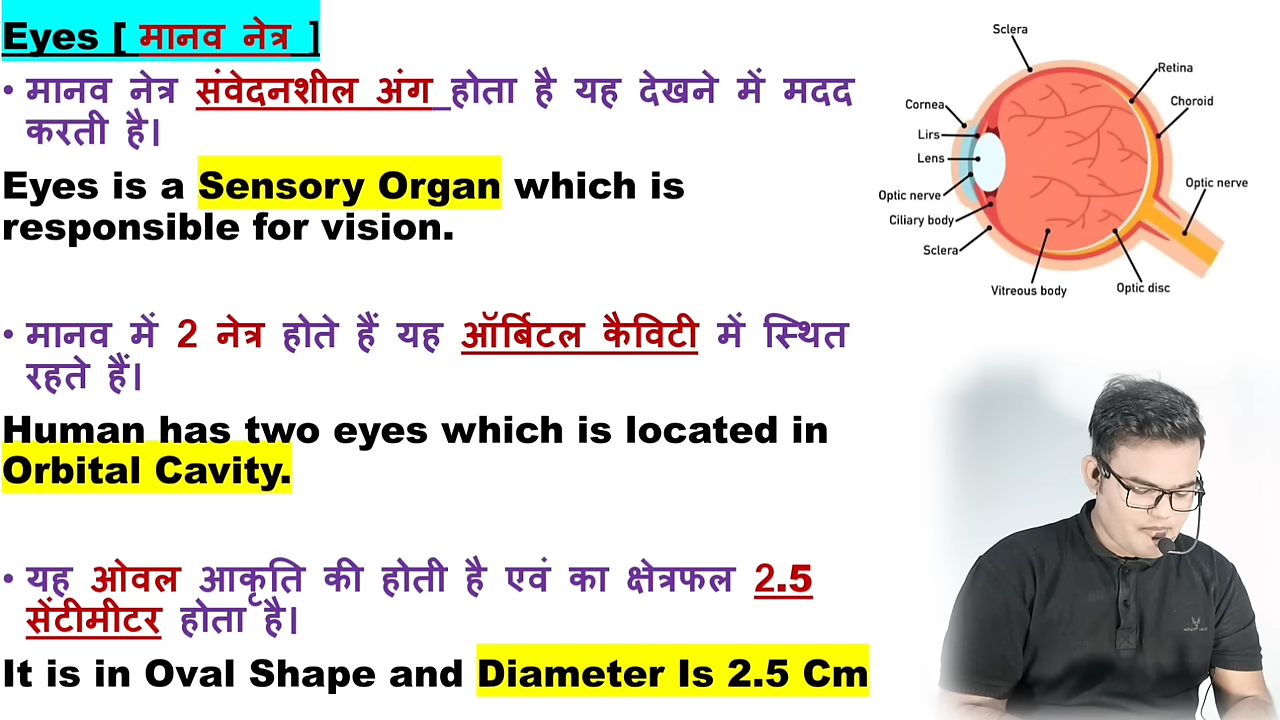 Eyes [ मानव नेत्र ]
• मानव नेत्र संवेदनशील अंग होता है यह देखने में मदद
करती है।
Eyes is a Sensory Organ which is
responsible for vision.
• मानव में 2 नेत्र होते हैं यह ऑर्बिटल कैविटी में स्थित
रहते हैं।
Human has two eyes which is located in
Orbital Cavity.
• यह ओवल आकृति की होती है एवं का क्षेत्रफल 2.5
सेंटीमीटर होता है।
It is in Oval Shape and Diameter Is 2.5 Cm
Sclera
Retina
Choroid
Cornea
Lirs
Lens
Optic nerve
Optic nerve
Ciliary body
Sclera
Vitreous body
Optic disc